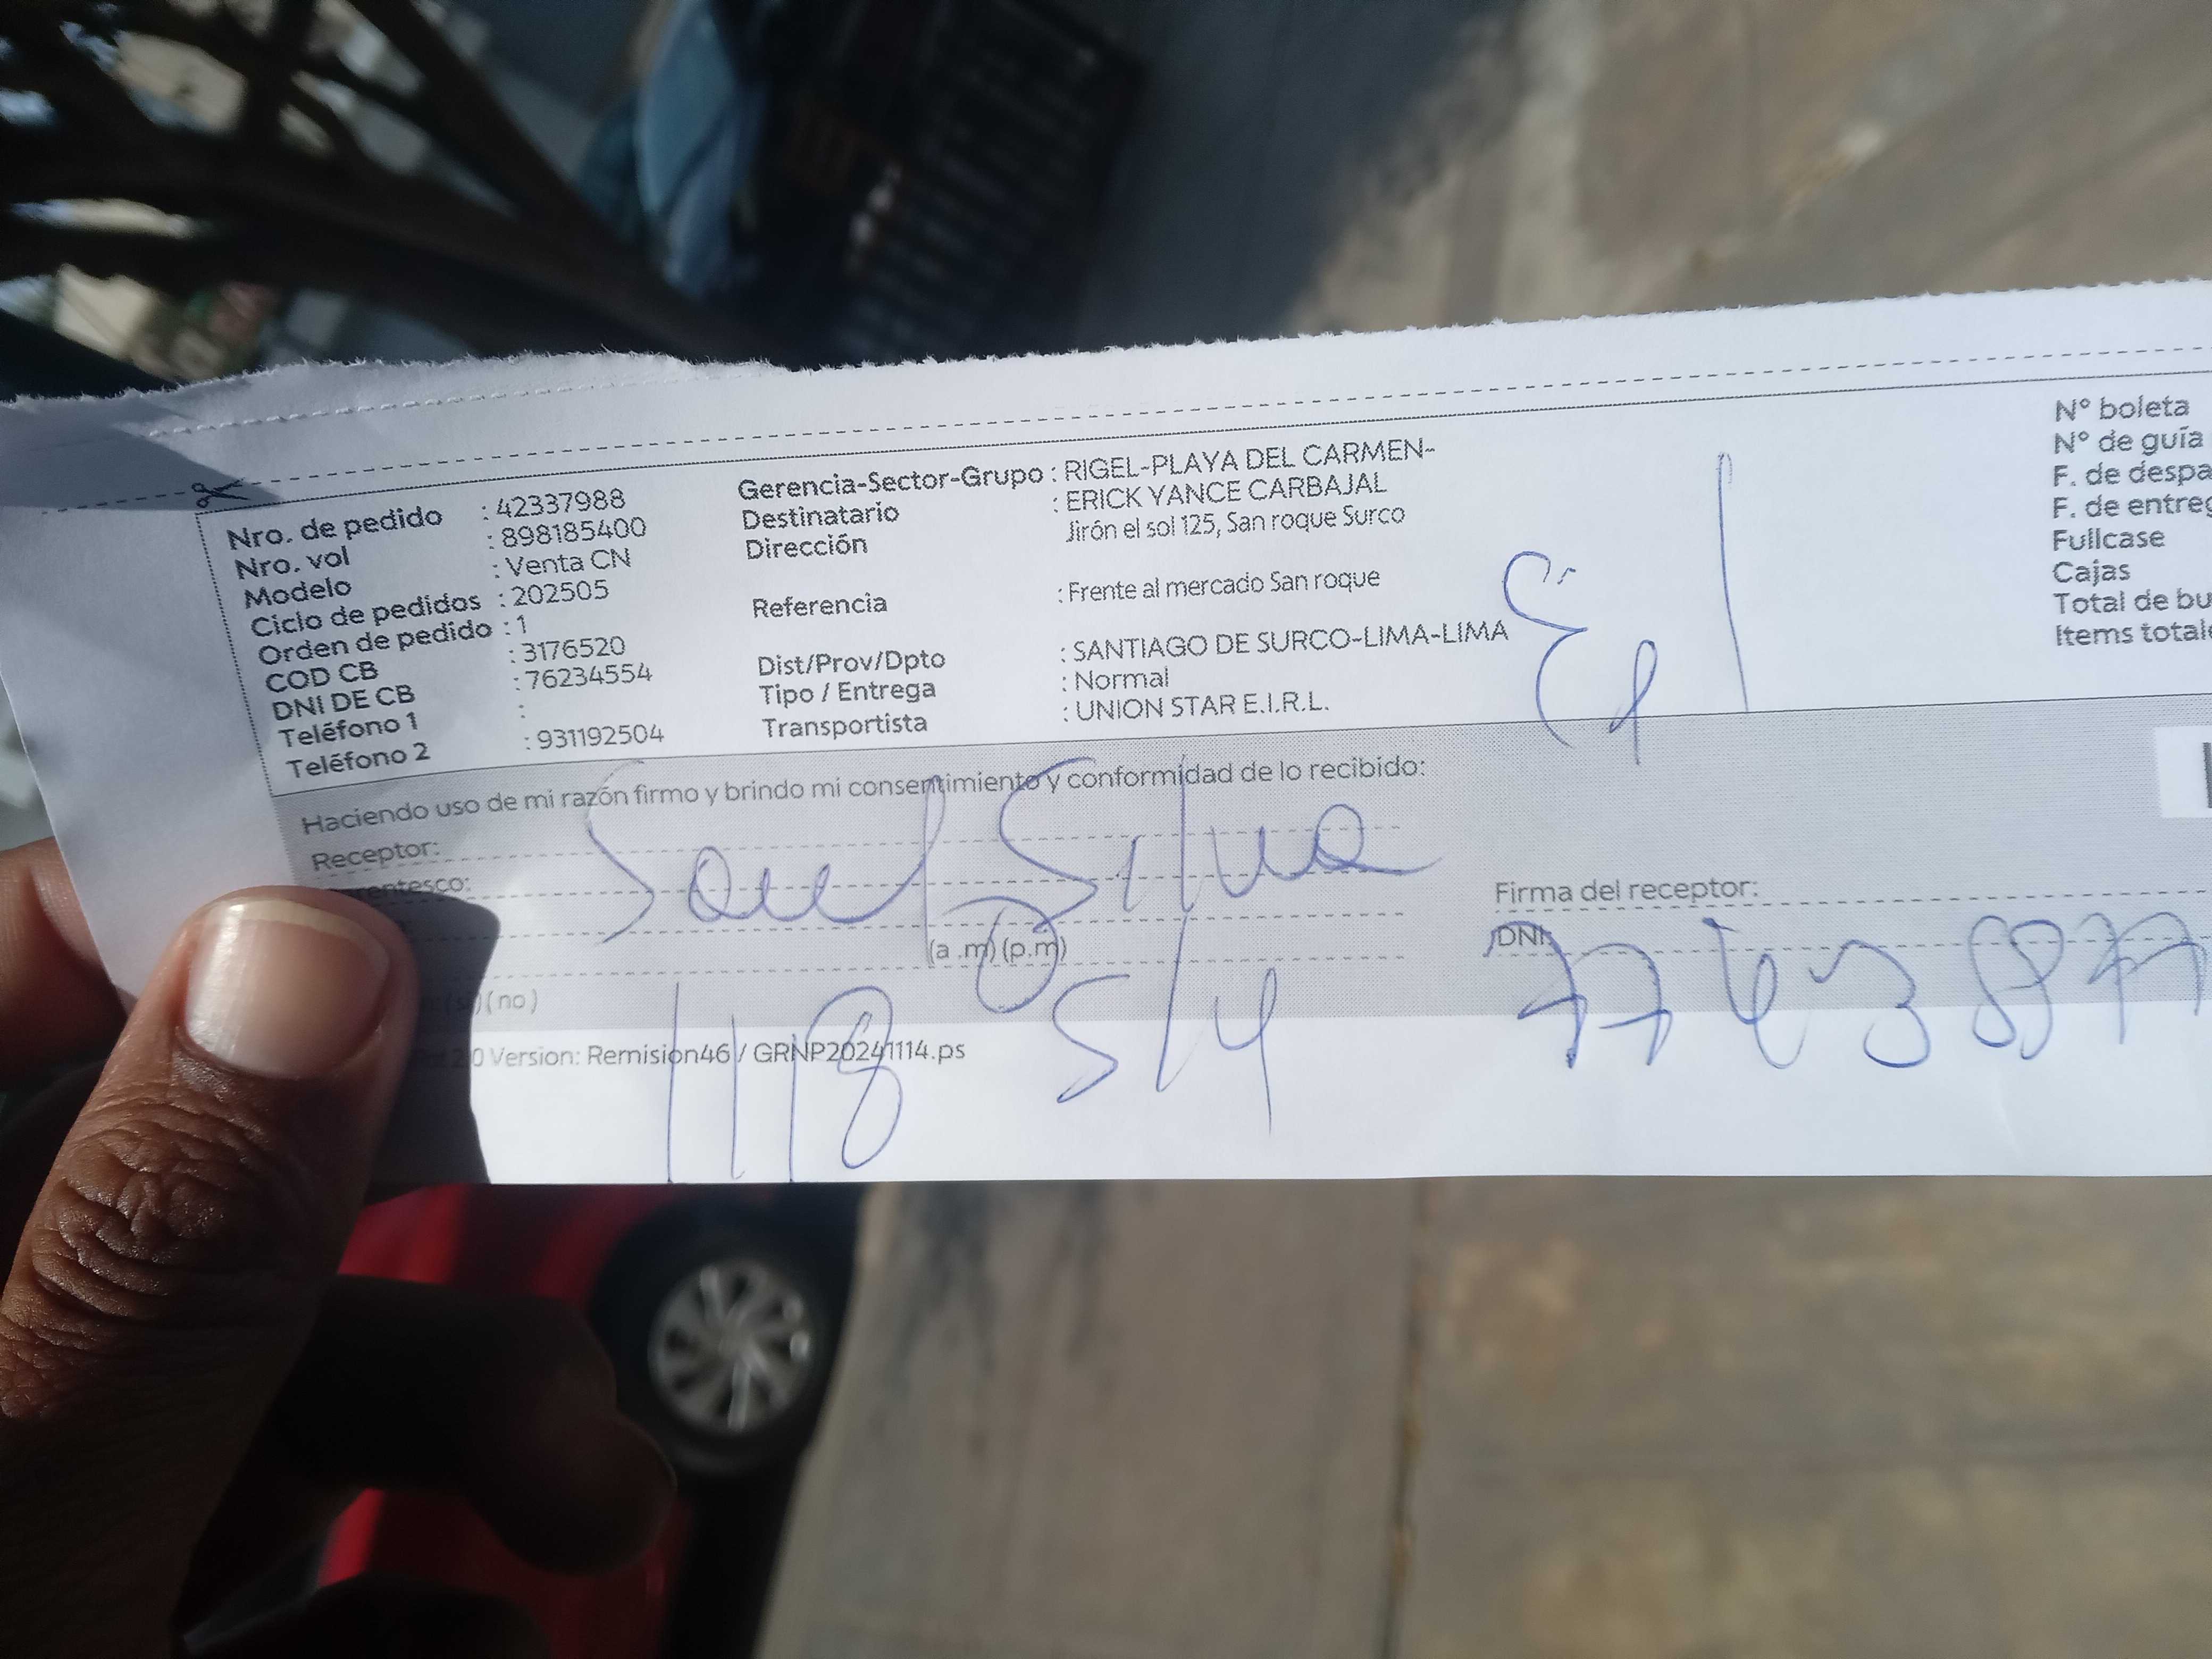 Nro. de pedido : 42337988
Nro. vol : 898185400
Modelo : Venta CN
Ciclo de pedidos : 202505
Orden de pedido : 1
COD CB : 3176520
DNI DE CB : 76234554
Teléfono 1 :
Teléfono 2 : 931192504
Gerencia-Sector-Grupo : RIGEL-PLAYA DEL CARMEN-
Destinatario : ERICK YANCE CARBAJAL
Dirección Jirón el sol 125, San roque Surco
Referencia : Frente al mercado San roque
Dist/Prov/Dpto : SANTIAGO DE SURCO-LIMA-LIMA
Tipo / Entrega : Normal
Transportista : UNION STAR E.I.R.L.
N° boleta
N° de guía
F. de despa
F. de entreg
Fullcase
Cajas
Total de bu
Items totale
Haciendo uso de mi razón firmo y brindo mi consentimiento y conformidad de lo recibido:
Receptor: Saul Silva
entesco:
(a .m) (p.m)
Firma del receptor:
DNI:
) ( no )
2.0 Version: Remision46 / GRNP20241114.ps